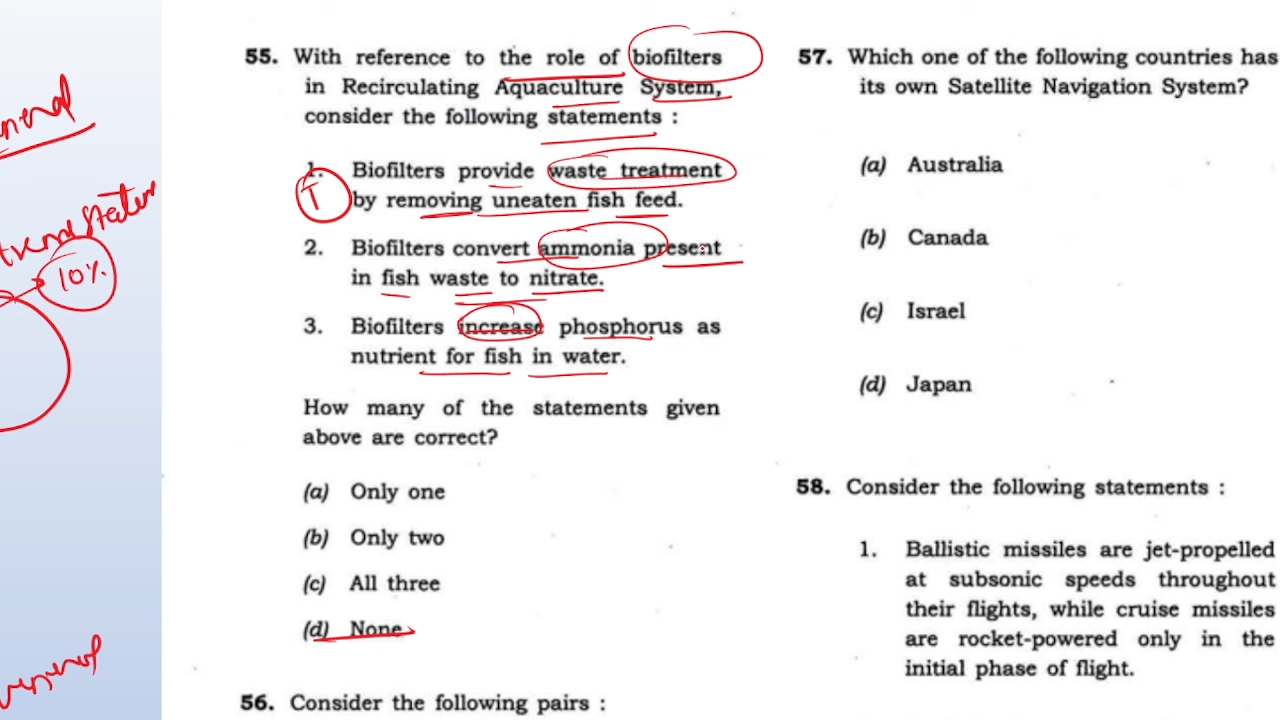 55. With reference to the role of biofilters
in Recirculating Aquaculture System,
consider the following statements :
1. Biofilters provide waste treatment
by removing uneaten fish feed.
T
2. Biofilters convert ammonia present
in fish waste to nitrate.
3. Biofilters increase phosphorus as
nutrient for fish in water.
How many of the statements given
above are correct?
(a) Only one
(b) Only two
(c) All three
(d) None
56. Consider the following pairs :
57. Which one of the following countries has
its own Satellite Navigation System?
(a) Australia
(b) Canada
(c) Israel
(d) Japan
58. Consider the following statements :
1. Ballistic missiles are jet-propelled
at subsonic speeds throughout
their flights, while cruise missiles
are rocket-powered only in the
initial phase of flight.
10%